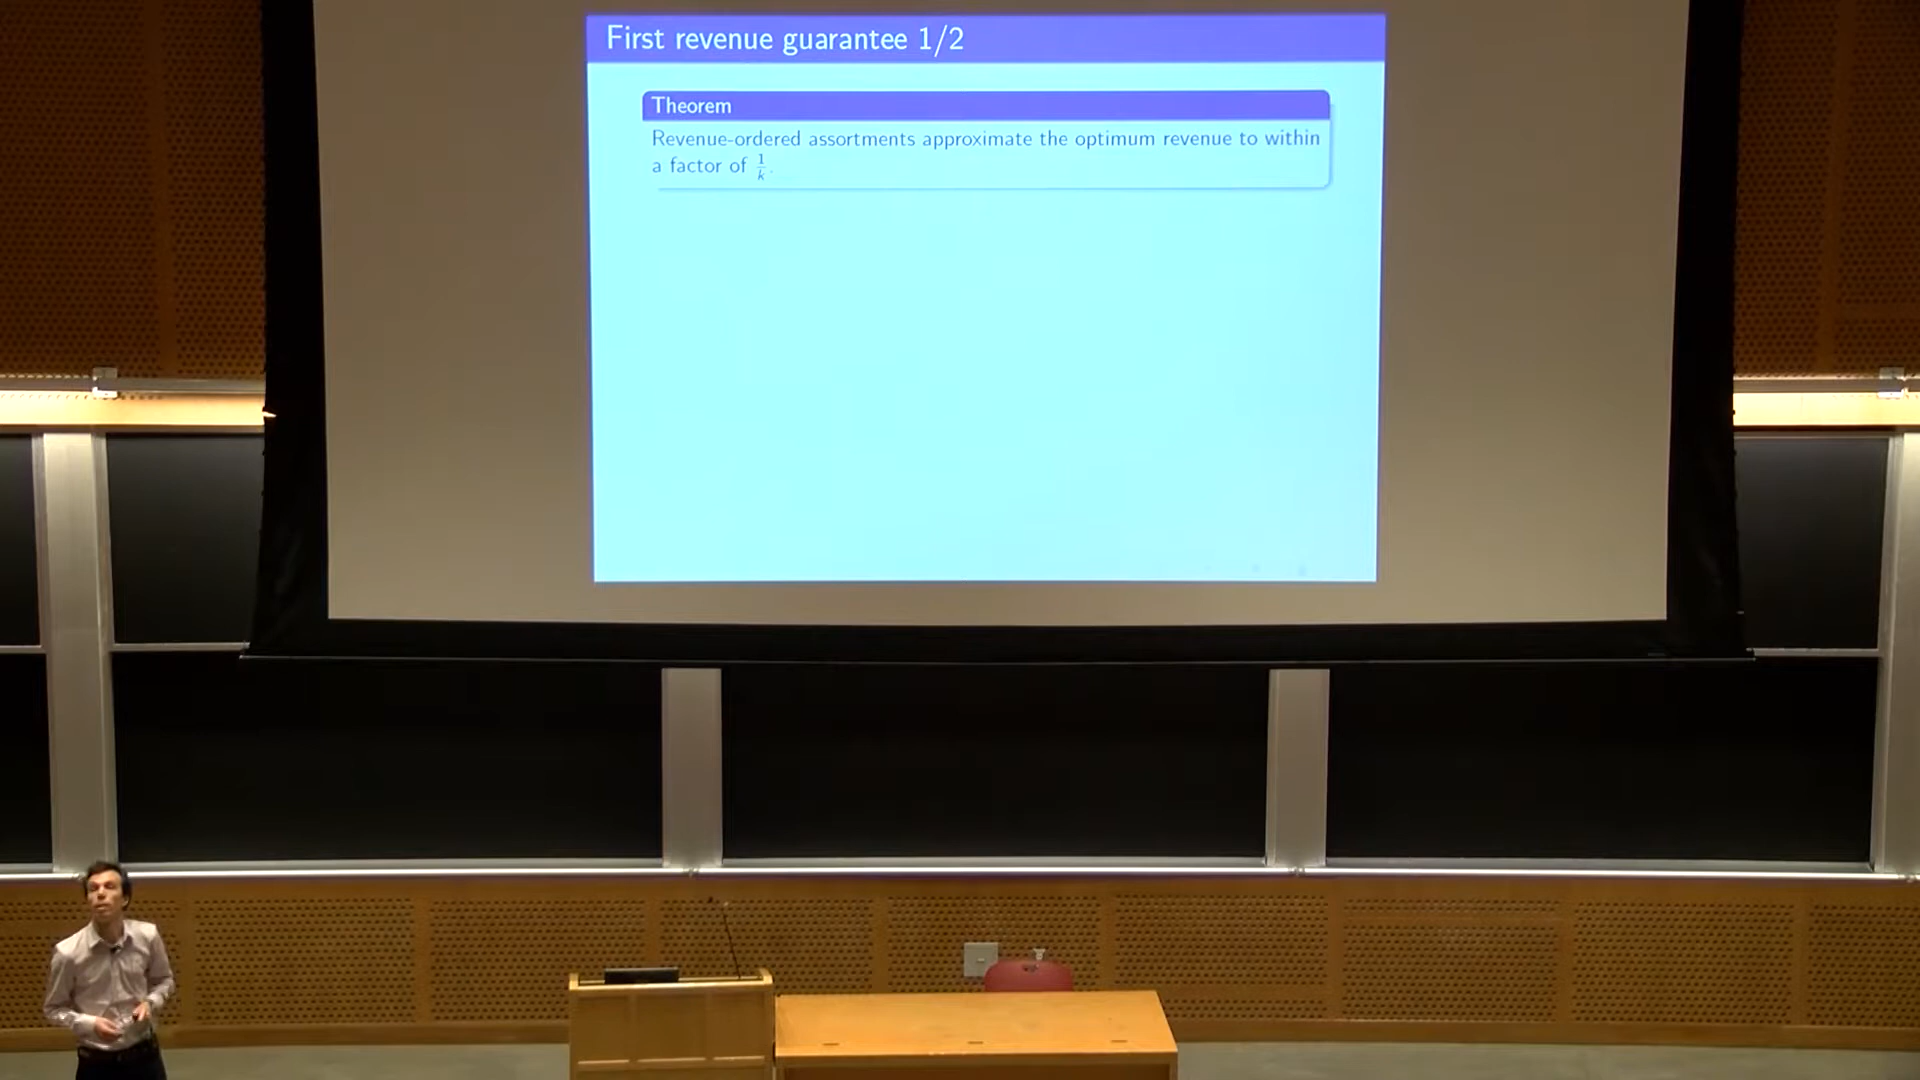 First revenue guarantee 1/2
Theorem
Revenue-ordered assortments approximate the optimum revenue to within
a factor of 1/k.